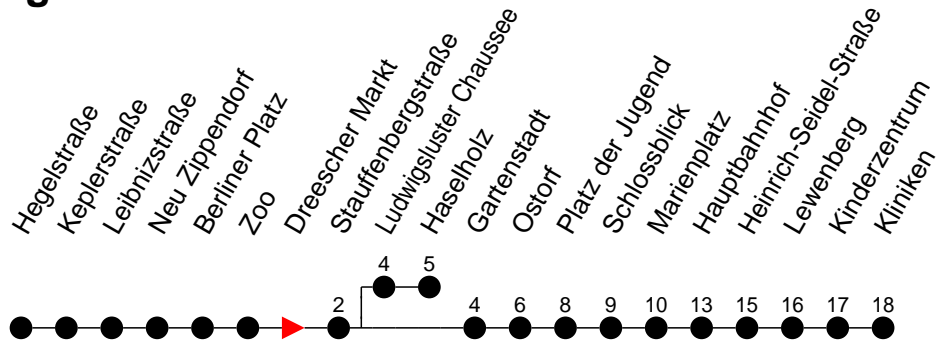 Hegelstraße
Keplerstraße
Leibnizstraße
Neu Zippendorf
Berliner Platz
Zoo
Dreescher Markt
Stauffenbergstraße
Ludwigsluster Chaussee
Haselholz
Gartenstadt
Ostorf
Platz der Jugend
Schlossblick
Marienplatz
Hauptbahnhof
Heinrich-Seidel-Straße
Lewenberg
Kinderzentrum
Kliniken
4 5
2 4 6 8 9 10 13 15 16 17 18